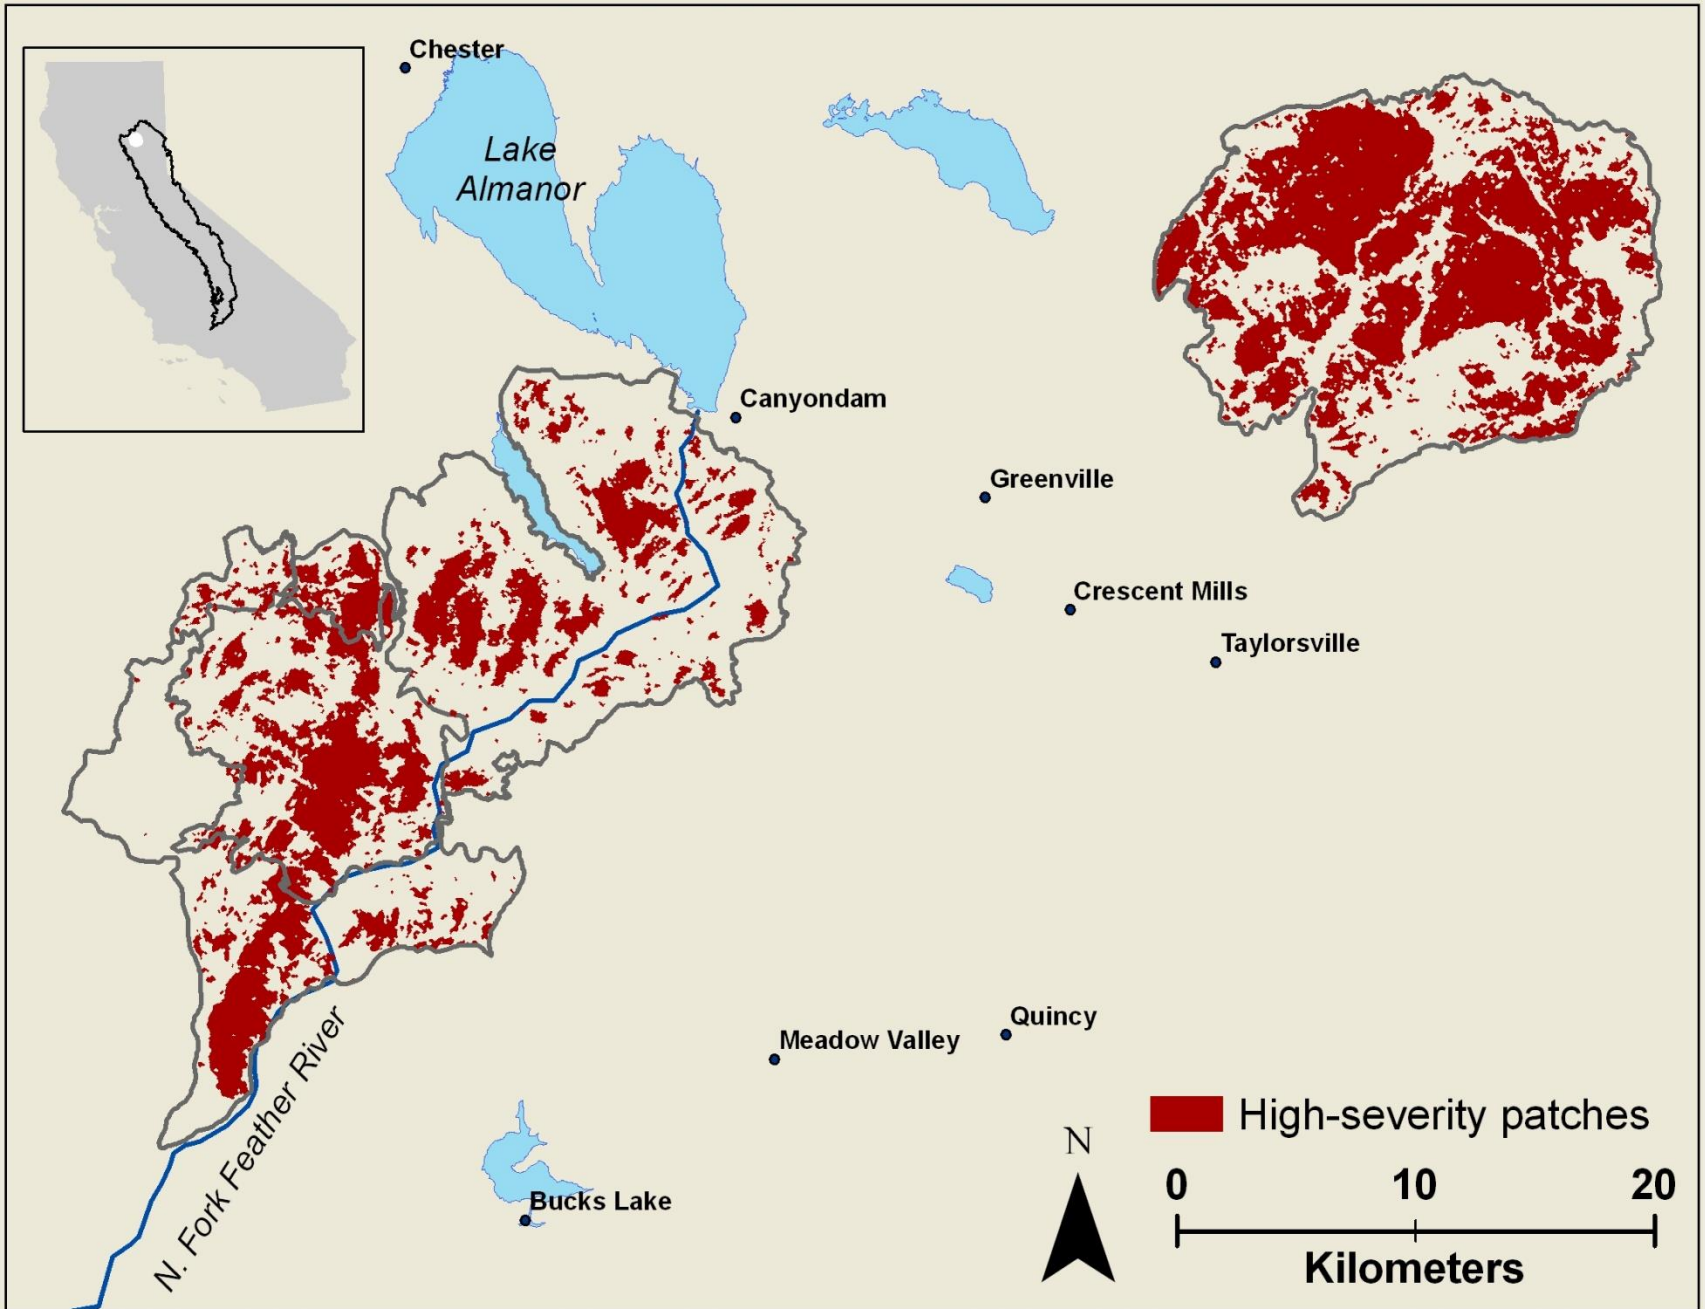 Chester
Lake
Almanor
Canyondam
Greenville
Crescent Mills
Taylorsville
Quincy
Meadow Valley
N. Fork Feather River
Bucks Lake
High-severity patches
N
0 10 20
Kilometers